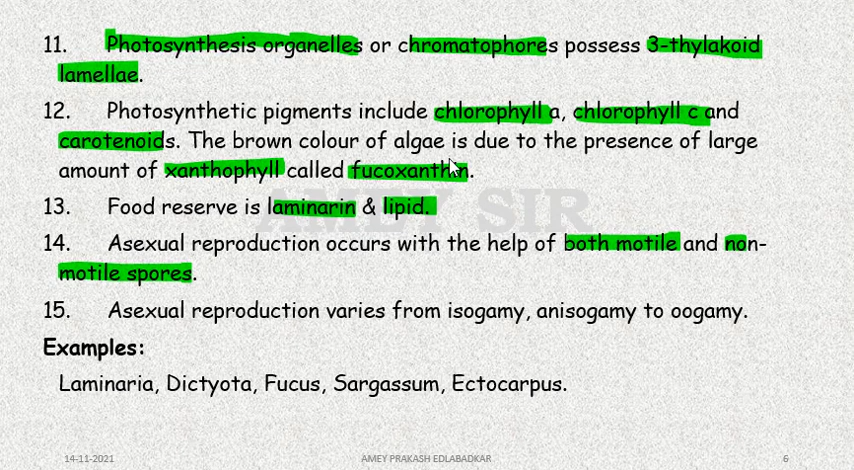 11. Photosynthesis organelles or chromatophores possess 3-thylakoid
lamellae.
12. Photosynthetic pigments include chlorophyll a, chlorophyll c and
carotenoids. The brown colour of algae is due to the presence of large
amount of xanthophyll called fucoxanthin.
AMEY SIR
13. Food reserve is laminarin & lipid.
14. Asexual reproduction occurs with the help of both motile and non-
motile spores.
15. Asexual reproduction varies from isogamy, anisogamy to oogamy.
Examples:
Laminaria, Dictyota, Fucus, Sargassum, Ectocarpus.
14-11-2021 AMEY PRAKASH EDLABADKAR 6